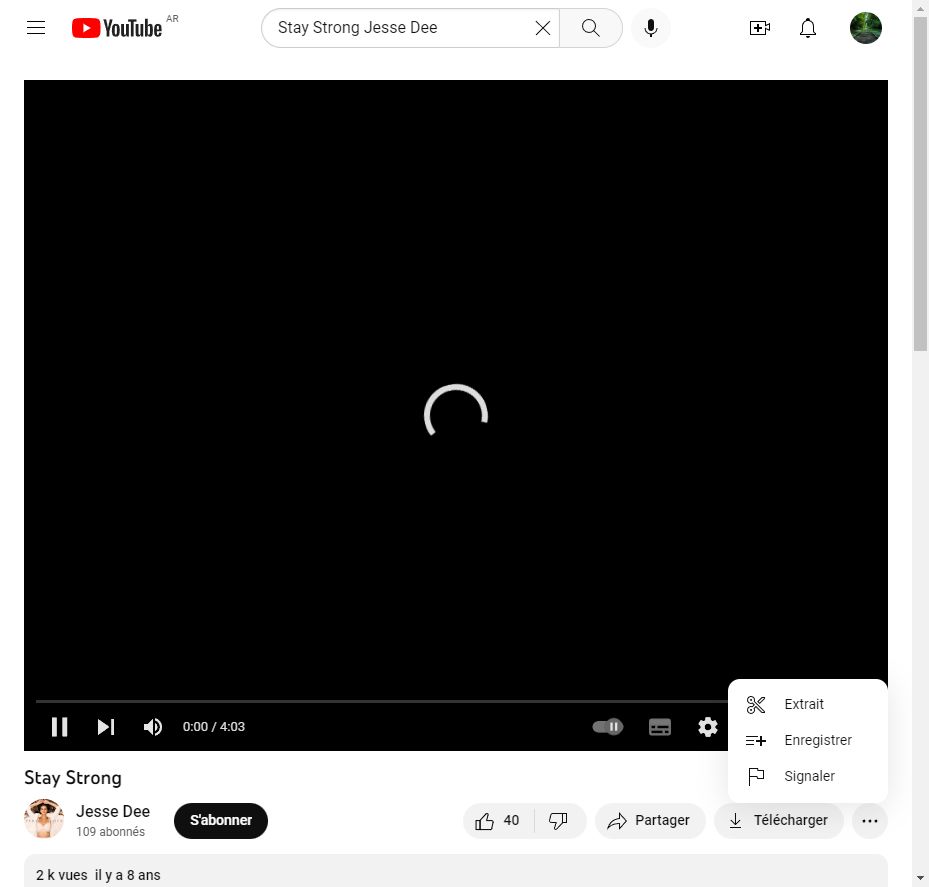 YouTube AR
Stay Strong Jesse Dee
0:00 / 4:03
Extrait
Enregistrer
Signaler
Stay Strong
Jesse Dee
109 abonnés
S'abonner
40
Partager
Télécharger
2 k vues il y a 8 ans